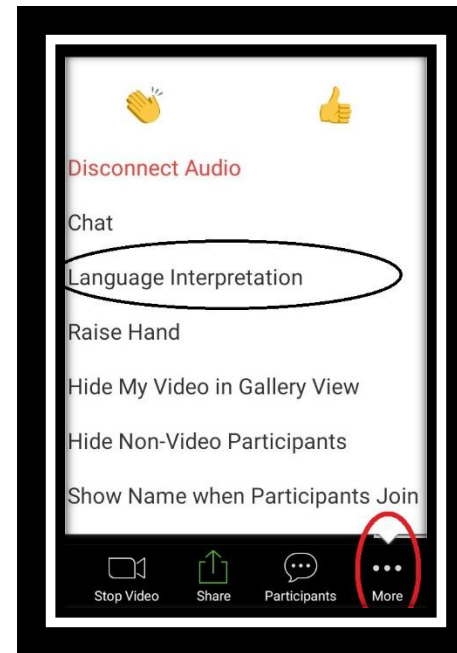 Disconnect Audio
Chat
Language Interpretation
Raise Hand
Hide My Video in Gallery View
Hide Non-Video Participants
Show Name when Participants Join
Stop Video Share Participants More